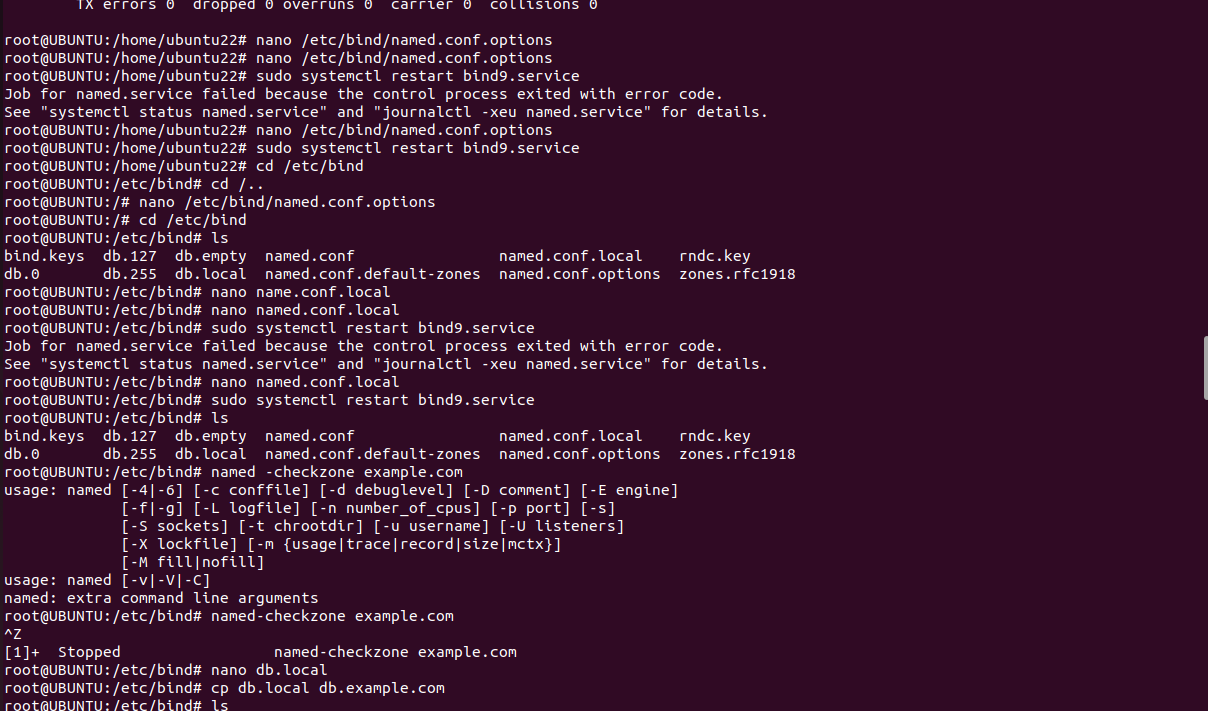 TX errors 0  dropped 0 overruns 0  carrier 0  collisions 0
root@UBUNTU:/home/ubuntu22# nano /etc/bind/named.conf.options
root@UBUNTU:/home/ubuntu22# nano /etc/bind/named.conf.options
root@UBUNTU:/home/ubuntu22# sudo systemctl restart bind9.service
Job for named.service failed because the control process exited with error code.
See "systemctl status named.service" and "journalctl -xeu named.service" for details.
root@UBUNTU:/home/ubuntu22# nano /etc/bind/named.conf.options
root@UBUNTU:/home/ubuntu22# sudo systemctl restart bind9.service
root@UBUNTU:/home/ubuntu22# cd /etc/bind
root@UBUNTU:/etc/bind# cd /..
root@UBUNTU:/# nano /etc/bind/named.conf.options
root@UBUNTU:/# cd /etc/bind
root@UBUNTU:/etc/bind# ls
bind.keys  db.127  db.empty  named.conf                named.conf.local    rndc.key
db.0       db.255  db.local  named.conf.default-zones  named.conf.options  zones.rfc1918
root@UBUNTU:/etc/bind# nano name.conf.local
root@UBUNTU:/etc/bind# nano named.conf.local
root@UBUNTU:/etc/bind# sudo systemctl restart bind9.service
Job for named.service failed because the control process exited with error code.
See "systemctl status named.service" and "journalctl -xeu named.service" for details.
root@UBUNTU:/etc/bind# nano named.conf.local
root@UBUNTU:/etc/bind# sudo systemctl restart bind9.service
root@UBUNTU:/etc/bind# ls
bind.keys  db.127  db.empty  named.conf                named.conf.local    rndc.key
db.0       db.255  db.local  named.conf.default-zones  named.conf.options  zones.rfc1918
root@UBUNTU:/etc/bind# named -checkzone example.com
usage: named [-4|-6] [-c conffile] [-d debuglevel] [-D comment] [-E engine]
             [-f|-g] [-L logfile] [-n number_of_cpus] [-p port] [-s]
             [-S sockets] [-t chrootdir] [-u username] [-U listeners]
             [-X lockfile] [-m {usage|trace|record|size|mctx}]
             [-M fill|nofill]
usage: named [-v|-V|-C]
named: extra command line arguments
root@UBUNTU:/etc/bind# named-checkzone example.com
^Z
[1]+  Stopped                 named-checkzone example.com
root@UBUNTU:/etc/bind# nano db.local
root@UBUNTU:/etc/bind# cp db.local db.example.com
root@UBUNTU:/etc/bind# ls